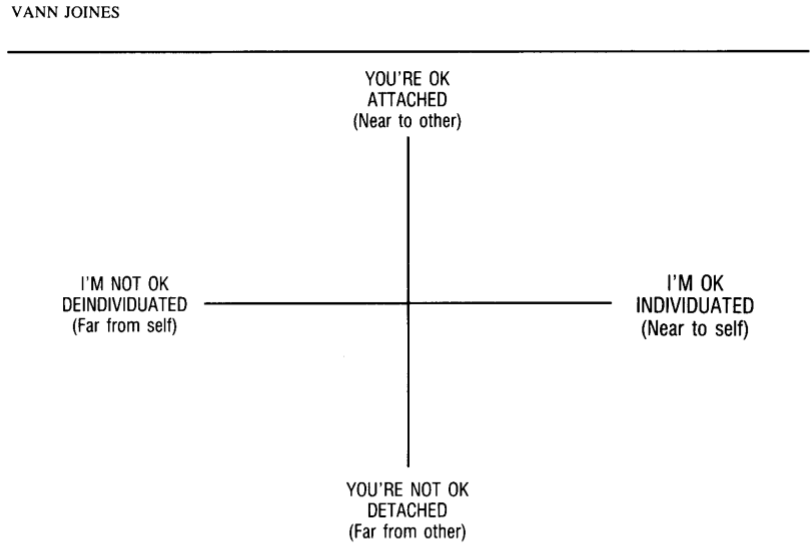 VANN JOINES
YOU'RE OK
ATTACHED
(Near to other)
I'M NOT OK
DEINDIVIDUATED
(Far from self)
I'M OK
INDIVIDUATED
(Near to self)
YOU'RE NOT OK
DETACHED
(Far from other)